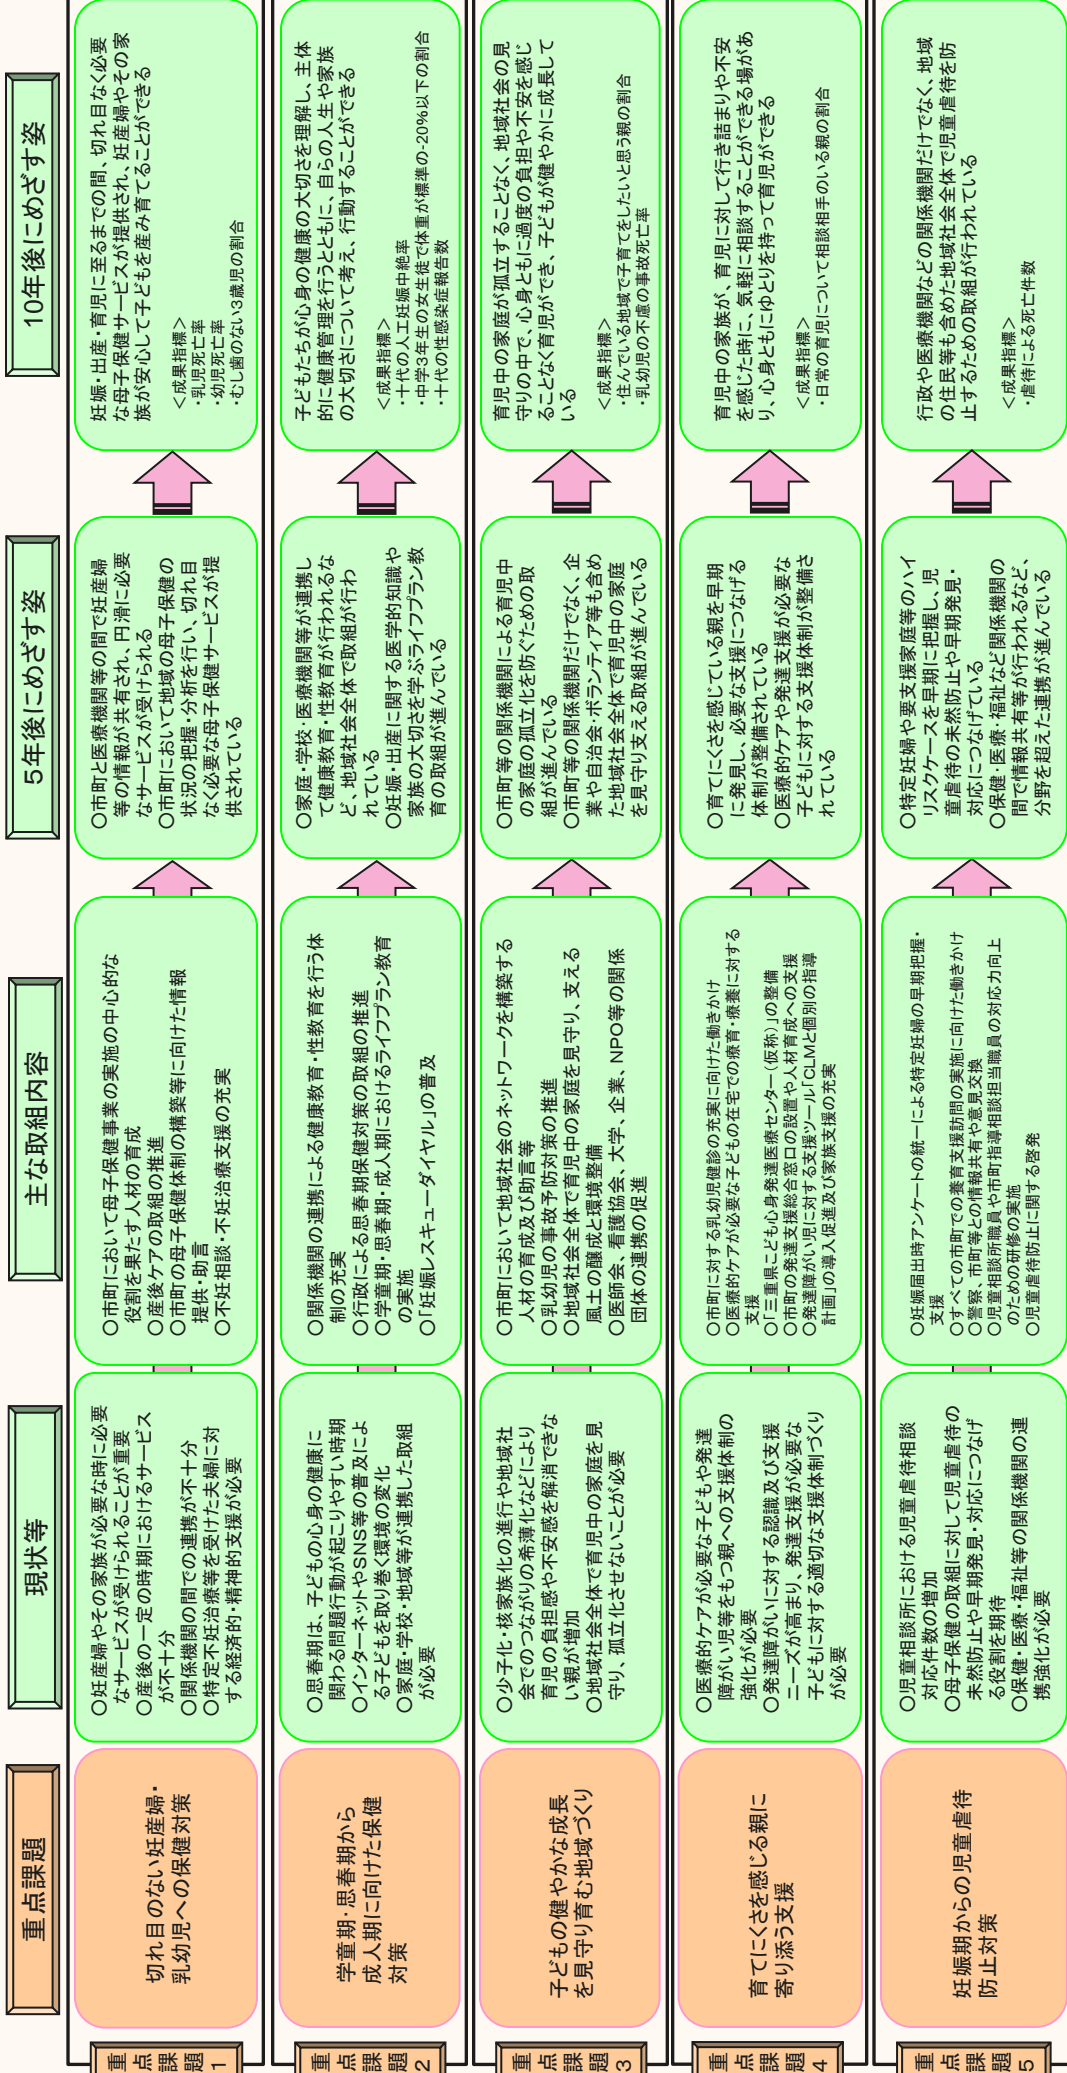 重点課題
現状等
主な取組内容
5年後にめざす姿
10年後にめざす姿
重点課題1
切れ目のない妊産婦・
乳幼児への保健対策
○妊産婦やその家族が必要な時に必要
なサービスが受けられることが重要
○産後の一定の時期におけるサービス
が不十分
○関係機関の間での連携が不十分
○特定不妊治療等を受けた夫婦に対
する経済的・精神的支援が必要
○市町において母子保健事業の実施の中心的な
役割を果たす人材の育成
○産後ケアの取組の推進
○市町の母子保健体制の構築等に向けた情報
提供・助言
○不妊相談・不妊治療支援の充実
○市町と医療機関等の間で妊産婦
等の情報が共有され、円滑に必要
なサービスが受けられる
○市町において地域の母子保健の
状況の把握・分析を行い、切れ目
なく必要な母子保健サービスが提
供されている
妊娠・出産・育児に至るまでの間、切れ目なく必要
な母子保健サービスが提供され、妊産婦やその家
族が安心して子どもを産み育てることができる
＜成果指標＞
・乳児死亡率
・幼児死亡率
・むし歯のない3歳児の割合
重点課題2
学童期・思春期から
成人期に向けた保健
対策
○思春期は、子どもの心身の健康に
関わる問題行動が起こりやすい時期
○インターネットやSNS等の普及によ
る子どもを取り巻く環境の変化
○家庭・学校・地域等が連携した取組
が必要
○関係機関の連携による健康教育・性教育を行う体
制の充実
○行政による思春期保健対策の取組の推進
○学童期・思春期・成人期におけるライフプラン教育
の実施
○「妊娠レスキューダイヤル」の普及
○家庭・学校・医療機関等が連携し
て健康教育・性教育が行われるな
ど、地域社会全体で取組が行わ
れている
○妊娠・出産に関する医学的知識や
家族の大切さを学ぶライフプラン教
育の取組が進んでいる
子どもたちが心身の健康の大切さを理解し、主体
的に健康管理を行うとともに、自らの人生や家族
の大切さについて考え、行動することができる
＜成果指標＞
・十代の人工妊娠中絶率
・中学3年生の女生徒で体重が標準の-20%以下の割合
・十代の性感染症報告数
重点課題3
子どもの健やかな成長
を見守り育む地域づくり
○少子化・核家族化の進行や地域社
会でのつながりの希薄化などにより
育児の負担感や不安感を解消できな
い親が増加
○地域社会全体で育児中の家庭を見
守り、孤立化させないことが必要
○市町において地域社会のネットワークを構築する
人材の育成及び助言等
○乳幼児の事故予防対策の推進
○地域社会全体で育児中の家庭を見守り、支える
風土の醸成と環境整備
○医師会、看護協会、大学、企業、NPO等の関係
団体の連携の促進
○市町等の関係機関による育児中
の家庭の孤立化を防ぐための取
組が進んでいる
○市町等の関係機関だけでなく、企
業や自治会・ボランティア等も含め
た地域社会全体で育児中の家庭
を見守り支える取組が進んでいる
育児中の家庭が孤立することなく、地域社会の見
守りの中で、心身ともに過度の負担や不安を感じ
ることなく育児ができ、子どもが健やかに成長して
いる
＜成果指標＞
・住んでいる地域で子育てをしたいと思う親の割合
・乳幼児の不慮の事故死亡率
重点課題4
育てにくさを感じる親に
寄り添う支援
○医療的ケアが必要な子どもや発達
障がい児等をもつ親への支援体制の
強化が必要
○発達障がいに対する認識及び支援
ニーズが高まり、発達支援が必要な
子どもに対する適切な支援体制づくり
が必要
○市町に対する乳幼児健診の充実に向けた働きかけ
○医療的ケアが必要な子どもの在宅での療育・療養に対する
支援
○「三重県こども心身発達医療センター（仮称）」の整備
○市町の発達支援総合窓口の設置や人材育成への支援
○発達障がい児に対する支援ツール「CLMと個別の指導
計画」の導入促進及び家族支援の充実
○育てにくさを感じている親を早期
に発見し、必要な支援につなげる
体制が整備されている
○医療的ケアや発達支援が必要な
子どもに対する支援体制が整備さ
れている
育児中の家族が、育児に対して行き詰まりや不安
を感じた時に、気軽に相談することができる場があ
り、心身ともにゆとりを持って育児ができる
＜成果指標＞
・日常の育児について相談相手のいる親の割合
重点課題5
妊娠期からの児童虐待
防止対策
○児童相談所における児童虐待相談
対応件数の増加
○母子保健の取組に対して児童虐待の
未然防止や早期発見・対応につなげ
る役割を期待
○保健・医療・福祉等の関係機関の連
携強化が必要
○妊娠届出時アンケートの統一による特定妊婦の早期把握・
支援
○すべての市町での養育支援訪問の実施に向けた働きかけ
○警察、市町等との情報共有や意見交換
○児童相談所職員や市町指導相談担当職員の対応力向上
のための研修の実施
○児童虐待防止に関する啓発
○特定妊婦や要支援家庭等のハイ
リスクケースを早期に把握し、児
童虐待の未然防止や早期発見・
対応につなげている
○保健・医療・福祉など関係機関の
間で情報共有等が行われるなど、
分野を超えた連携が進んでいる
行政や医療機関などの関係機関だけでなく、地域
の住民等も含めた地域社会全体で児童虐待を防
止するための取組が行われている
＜成果指標＞
・虐待による死亡件数